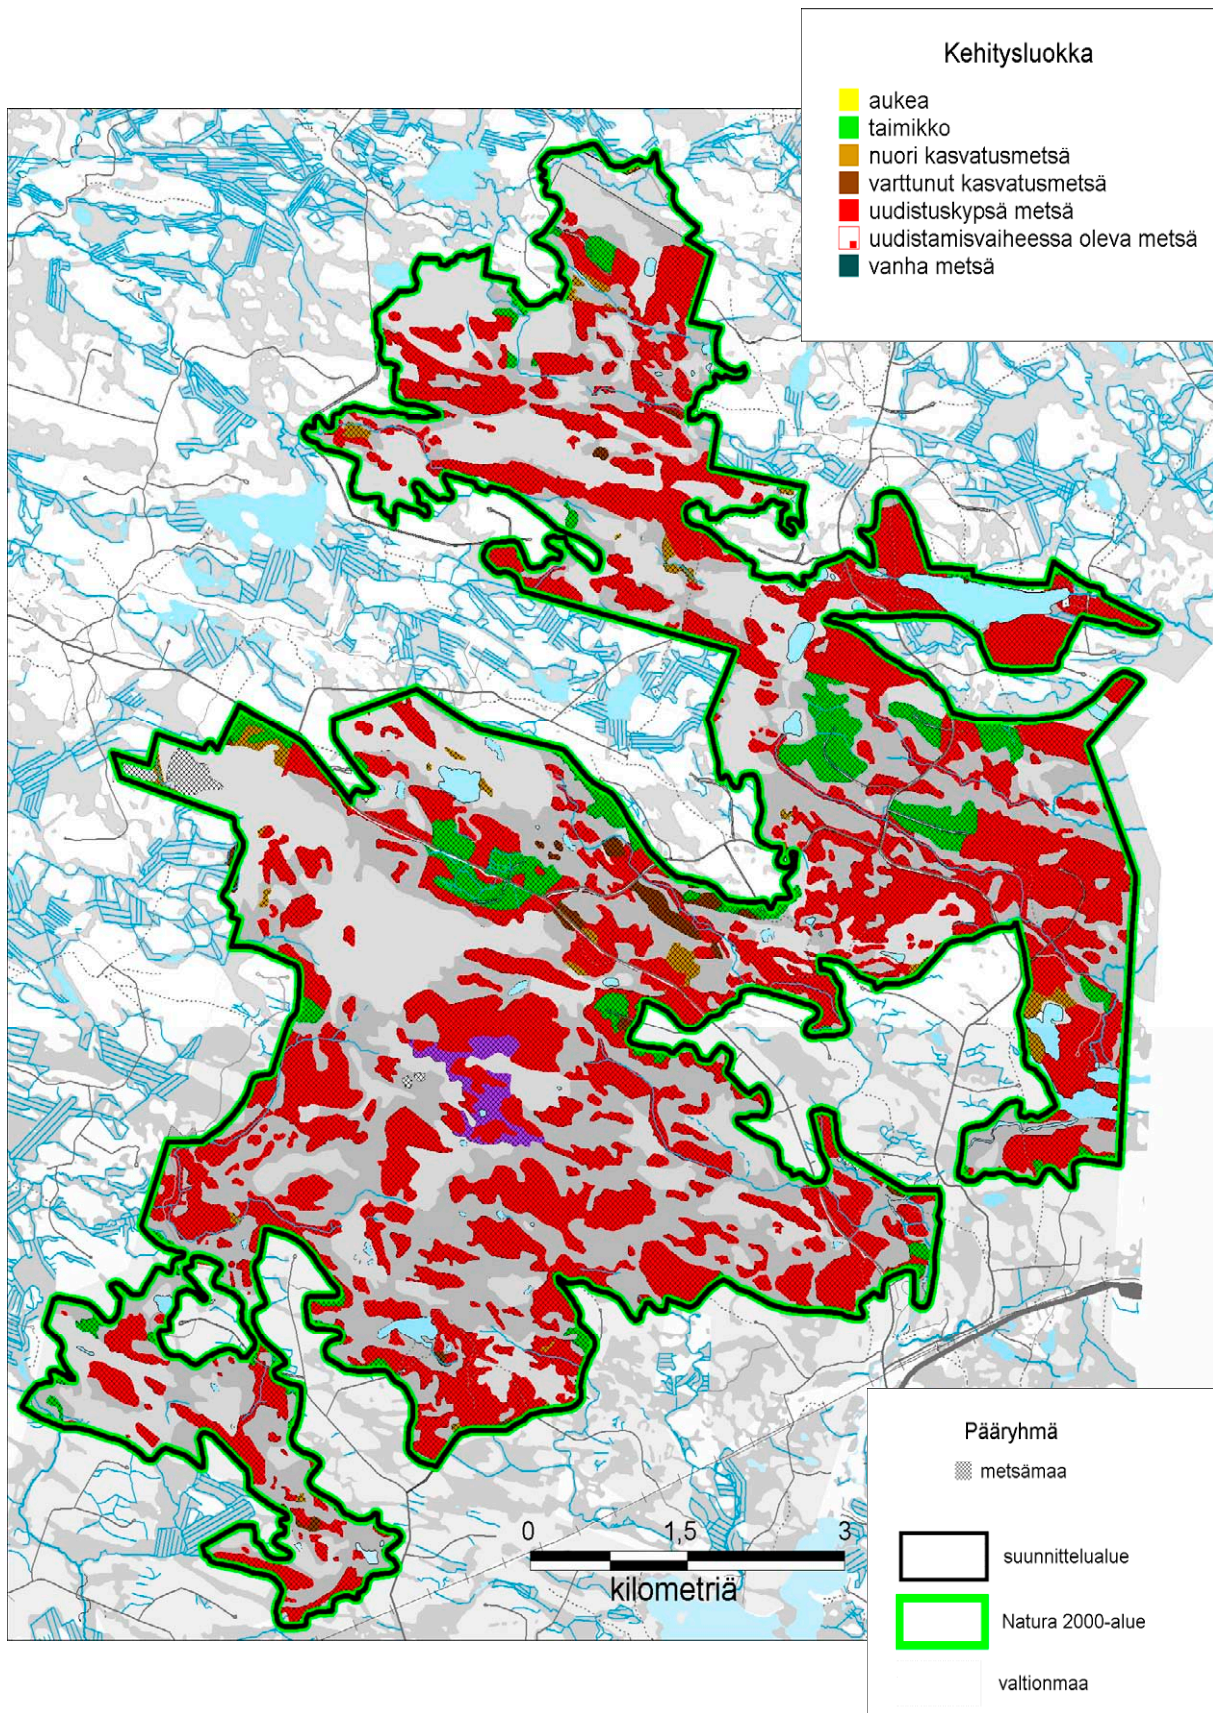 Kehitysluokka
aukea
taimikko
nuori kasvatusmetsä
varttunut kasvatusmetsä
uudistuskypsä metsä
uudistamisvaiheessa oleva metsä
vanha metsä
0 1,5 3
kilometriä
Pääryhmä
metsämaa
suunnittelualue
Natura 2000-alue
valtionmaa